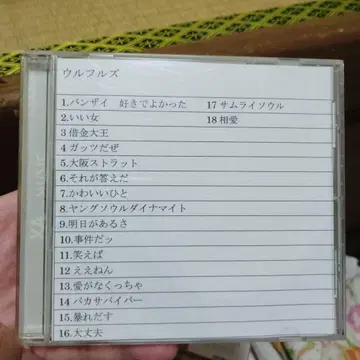 ウルフルズ
1.バンザイ 好きでよかった
2.いい女
3 借金大王
4 ガッツだぜ
5.大阪ストラット
6.それが答えだ
7.かわいいひと
8.ヤングソウルダイナマイト
9.明日があるさ
10.事件だッ
11.笑えば
12 ええねん
13.愛がなくっちゃ
14 バカサバイバー
15.暴れだす
16.大丈夫
17 サムライソウル
18 相愛